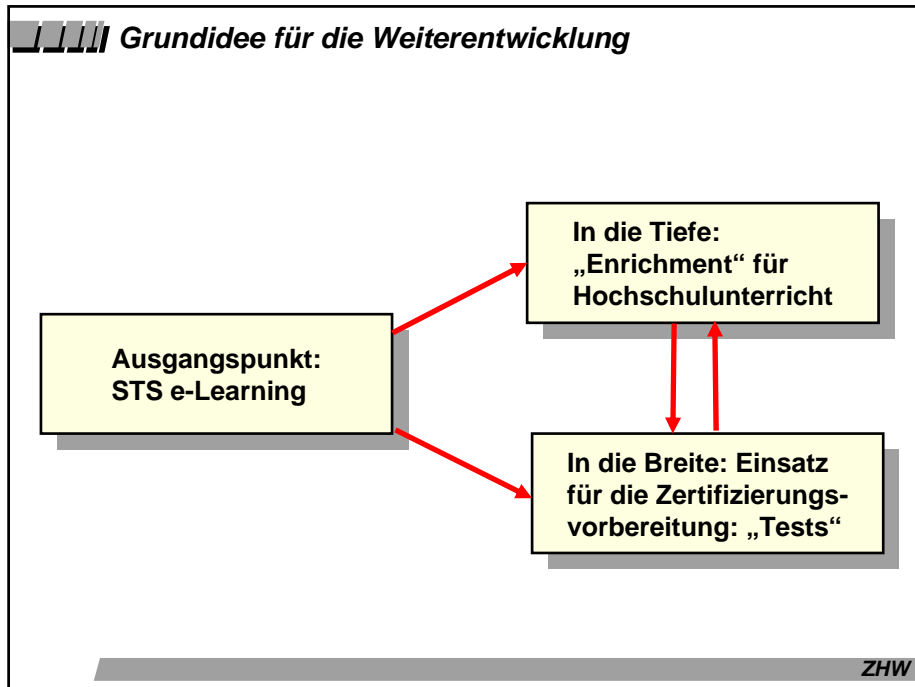 Grundidee für die Weiterentwicklung
In die Tiefe:
„Enrichment“ für
Hochschulunterricht
Ausgangspunkt:
STS e-Learning
In die Breite: Einsatz
für die Zertifizierungs-
vorbereitung: „Tests“
ZHW